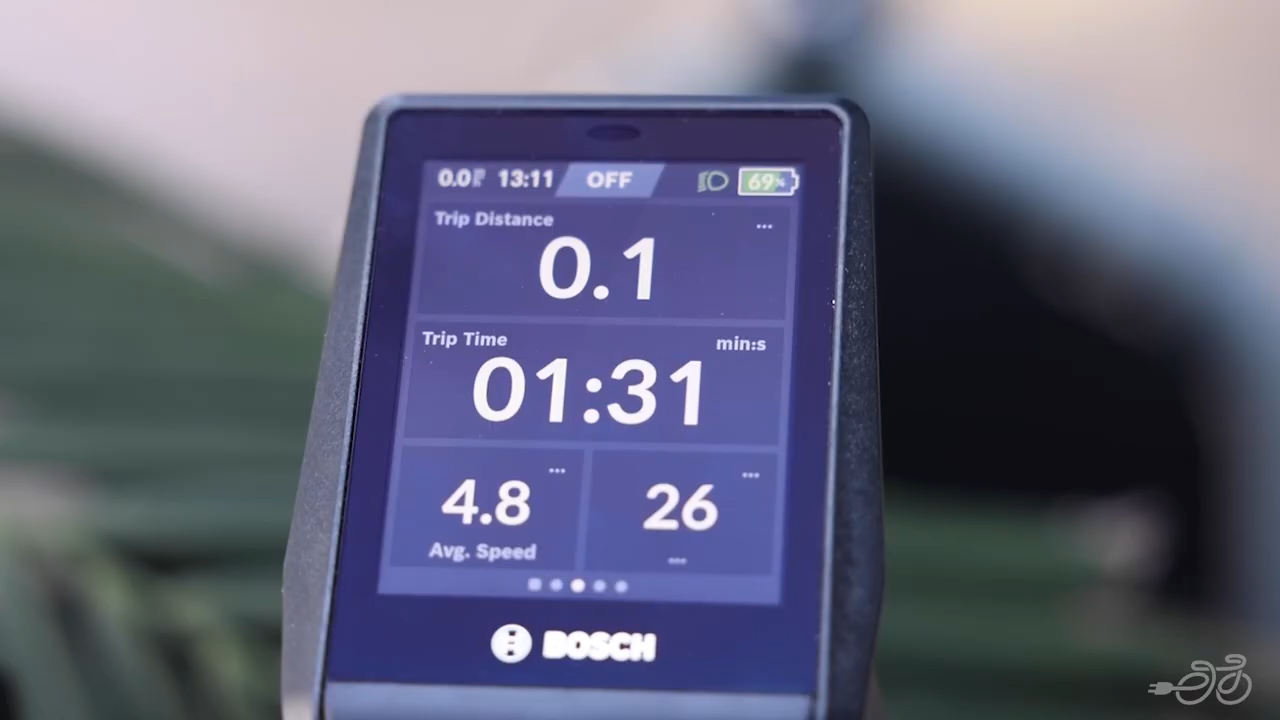 0.0 13:11 OFF 69%
Trip Distance ...
0.1
Trip Time min:s
01:31
... ...
4.8 26
Avg. Speed ...
BOSCH